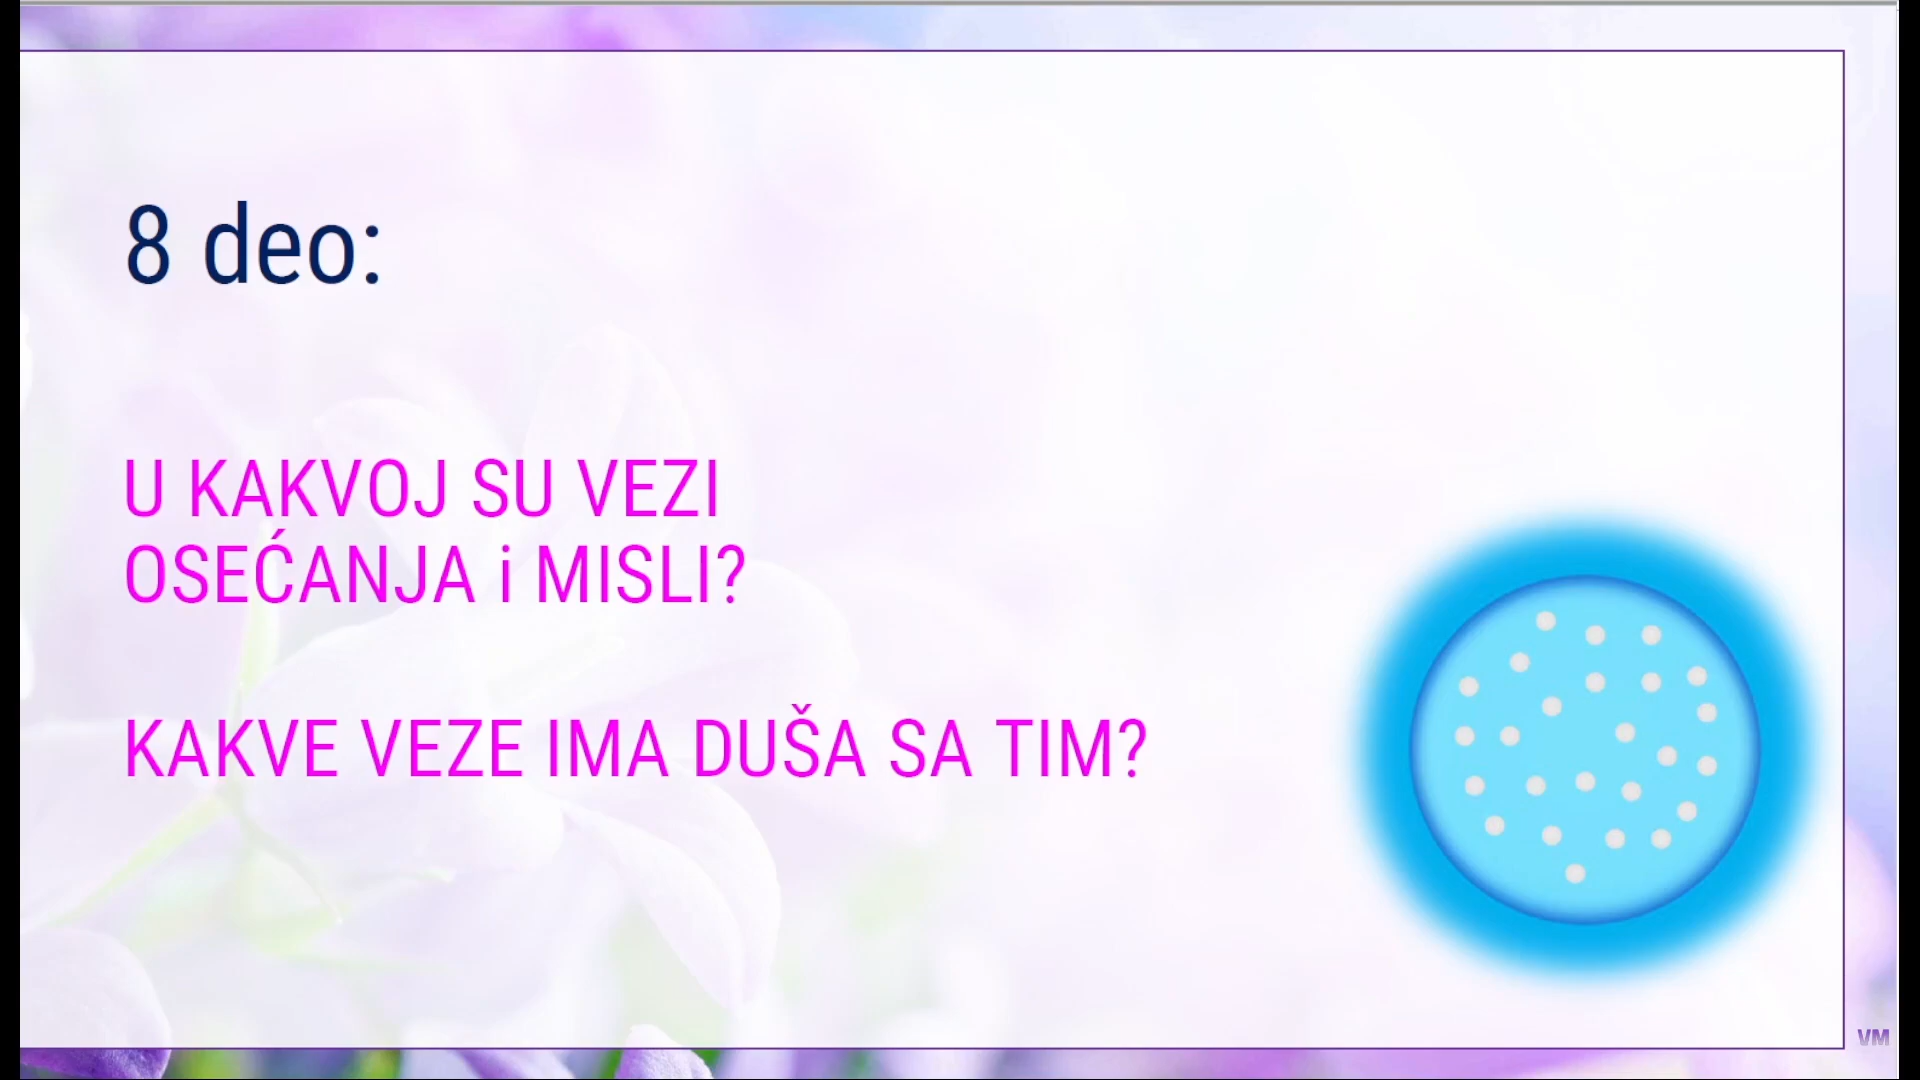 8 deo:
U KAKVOJ SU VEZI
OSEĆANJA i MISLI?
KAKVE VEZE IMA DUŠA SA TIM?
VM